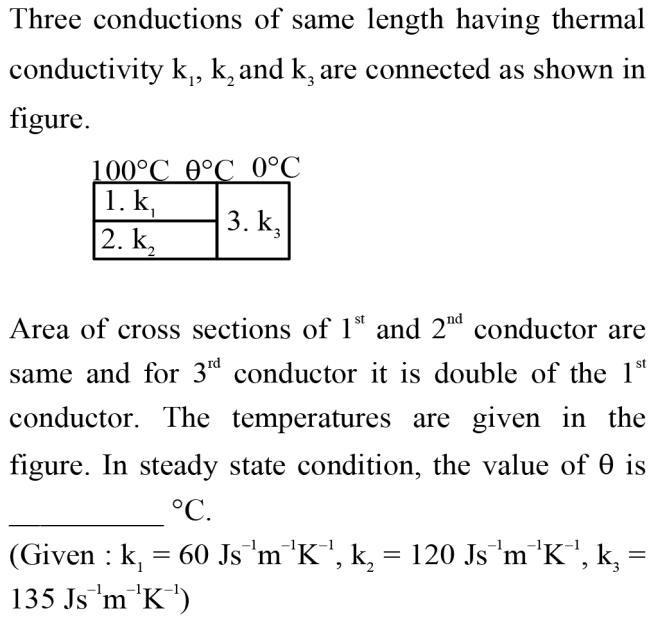 Three conductions of same length having thermal
conductivity k₁, k₂ and k₃ are connected as shown in
figure.
100°C θ°C 0°C
1. k₁
2. k₂
3. k₃
Area of cross sections of 1ˢᵗ and 2ⁿᵈ conductor are
same and for 3ʳᵈ conductor it is double of the 1ˢᵗ
conductor. The temperatures are given in the
figure. In steady state condition, the value of θ is
__________ °C.
(Given : k₁ = 60 Js⁻¹m⁻¹K⁻¹, k₂ = 120 Js⁻¹m⁻¹K⁻¹, k₃ =
135 Js⁻¹m⁻¹K⁻¹)